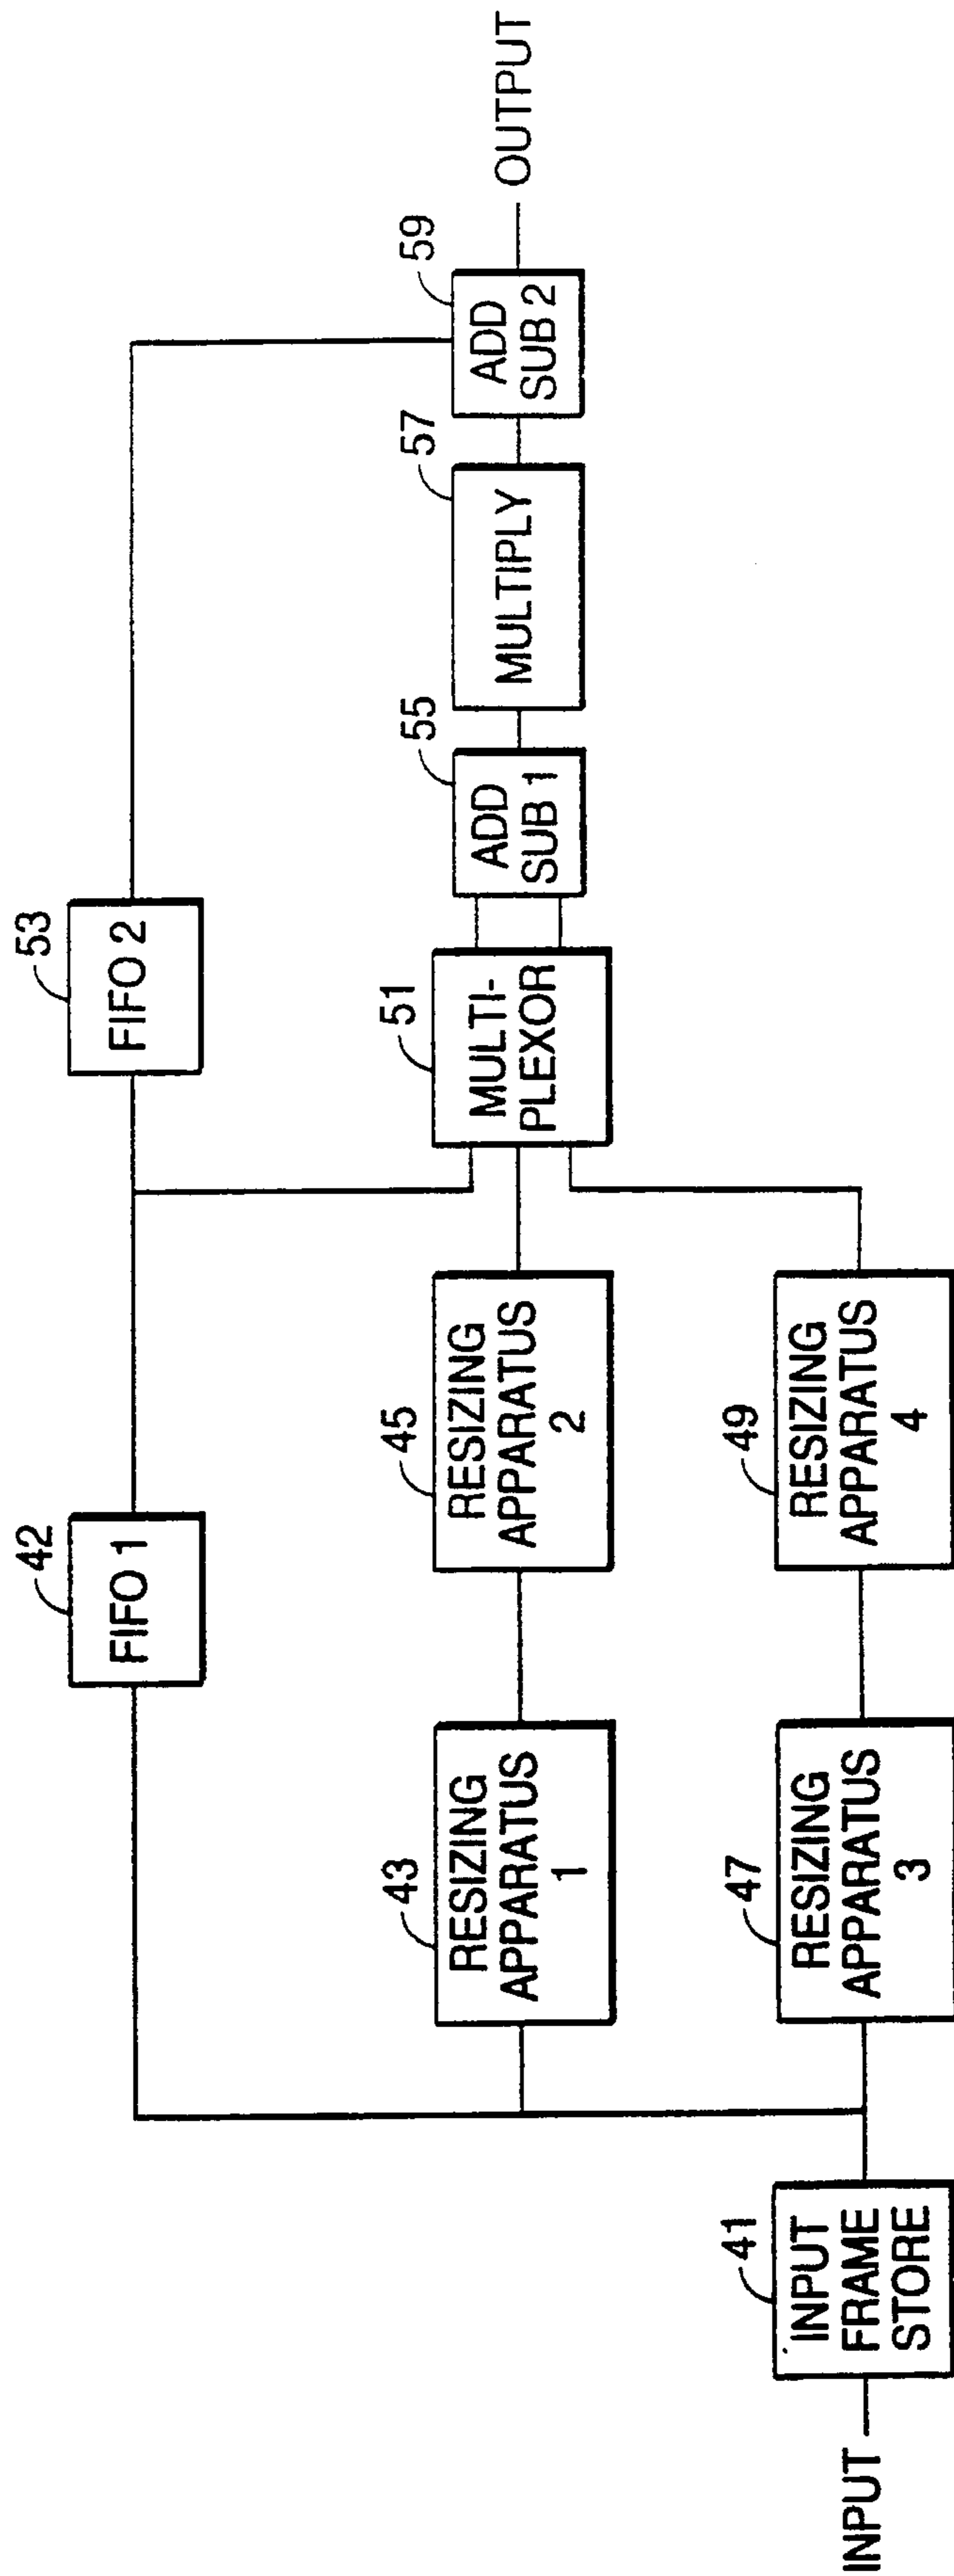 INPUT
41
INPUT
FRAME
STORE
42
FIFO 1
43
RESIZING
APPARATUS
1
45
RESIZING
APPARATUS
2
47
RESIZING
APPARATUS
3
49
RESIZING
APPARATUS
4
51
MULTI-
PLEXOR
53
FIFO 2
55
ADD
SUB 1
57
MULTIPLY
59
ADD
SUB 2
OUTPUT